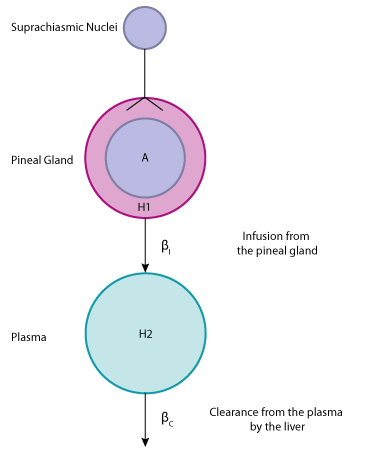 Suprachiasmic Nuclei
Pineal Gland
A
H1
βI
Infusion from
the pineal gland
H2
Plasma
βC
Clearance from the plasma
by the liver